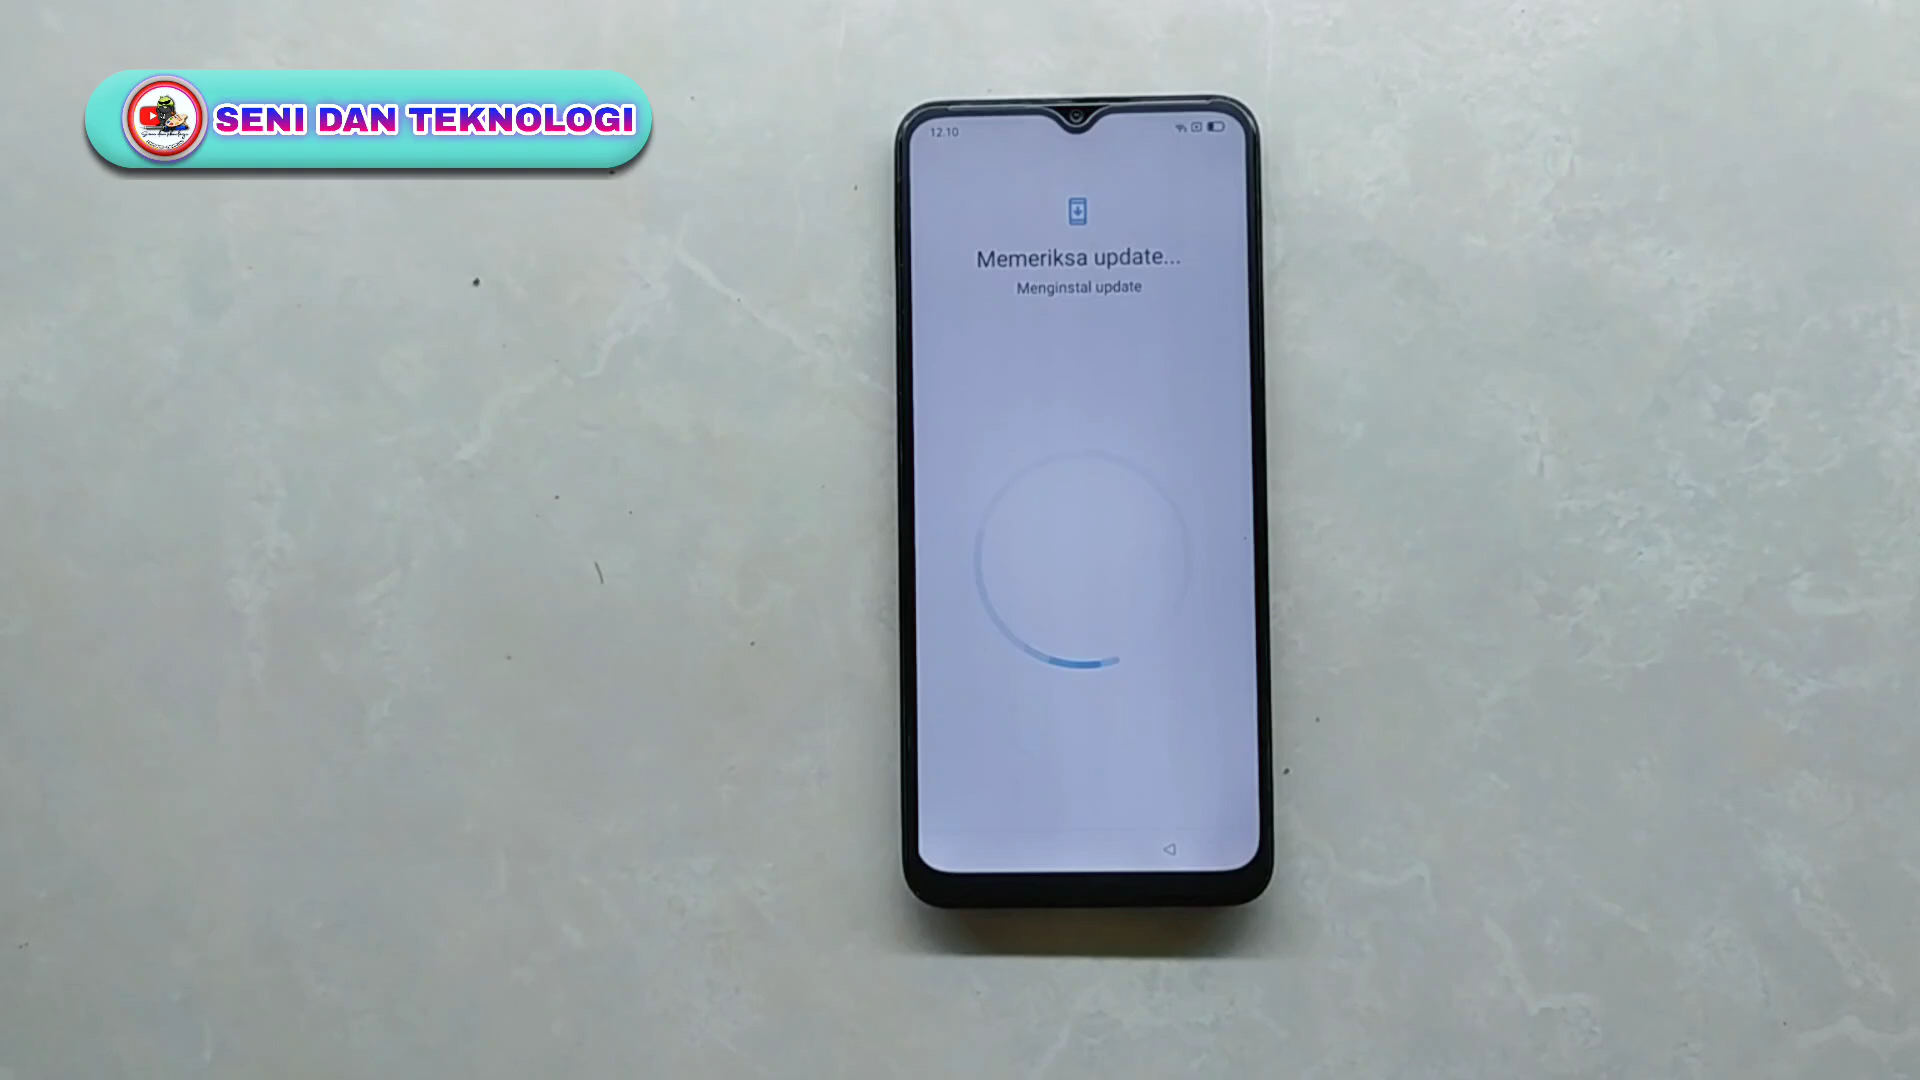 SENI DAN TEKNOLOGI
12.10
Memeriksa update...
Menginstal update